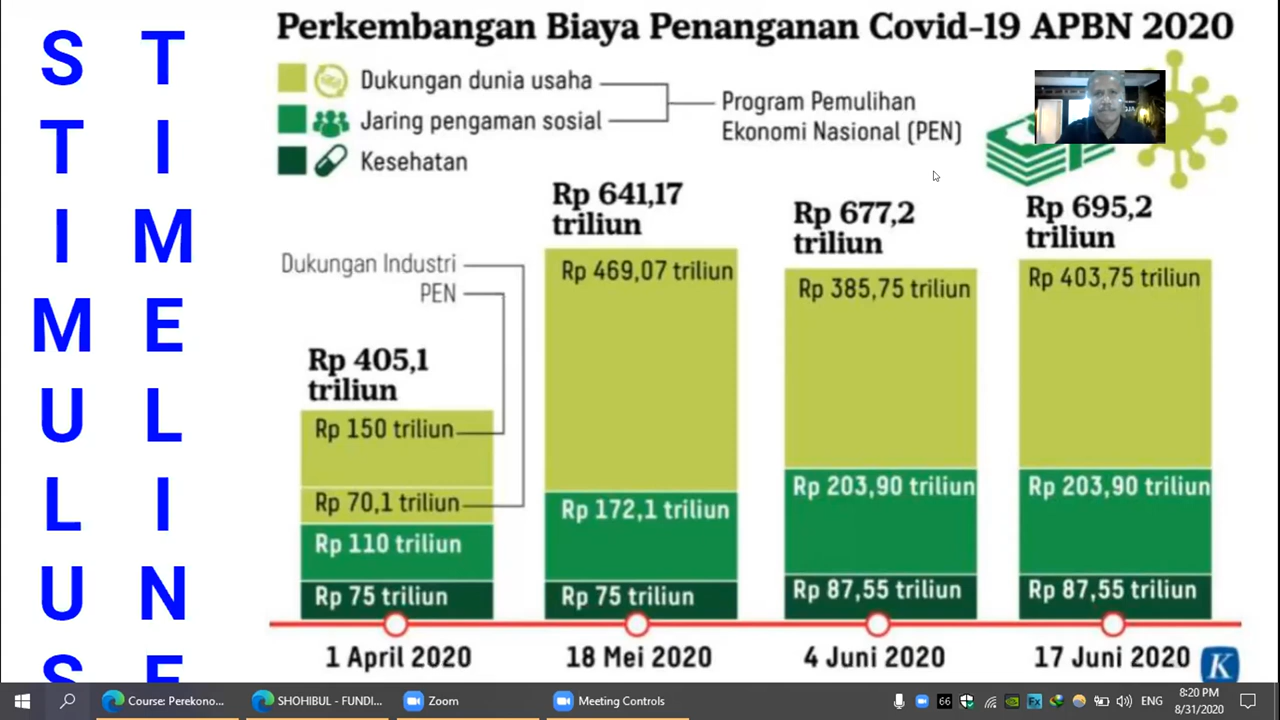 STIMULUS
TIMELINE
Perkembangan Biaya Penanganan Covid-19 APBN 2020
Dukungan dunia usaha
Jaring pengaman sosial
Kesehatan
Program Pemulihan
Ekonomi Nasional (PEN)
Dukungan Industri
PEN
Rp 405,1
triliun
Rp 150 triliun
Rp 70,1 triliun
Rp 110 triliun
Rp 75 triliun
1 April 2020
Rp 641,17
triliun
Rp 469,07 triliun
Rp 172,1 triliun
Rp 75 triliun
18 Mei 2020
Rp 677,2
triliun
Rp 385,75 triliun
Rp 203,90 triliun
Rp 87,55 triliun
4 Juni 2020
Rp 695,2
triliun
Rp 403,75 triliun
Rp 203,90 triliun
Rp 87,55 triliun
17 Juni 2020
K
Course: Perekono...
SHOHIBUL - FUNDI...
Zoom
Meeting Controls
66
Fx
ENG
8:20 PM
8/31/2020